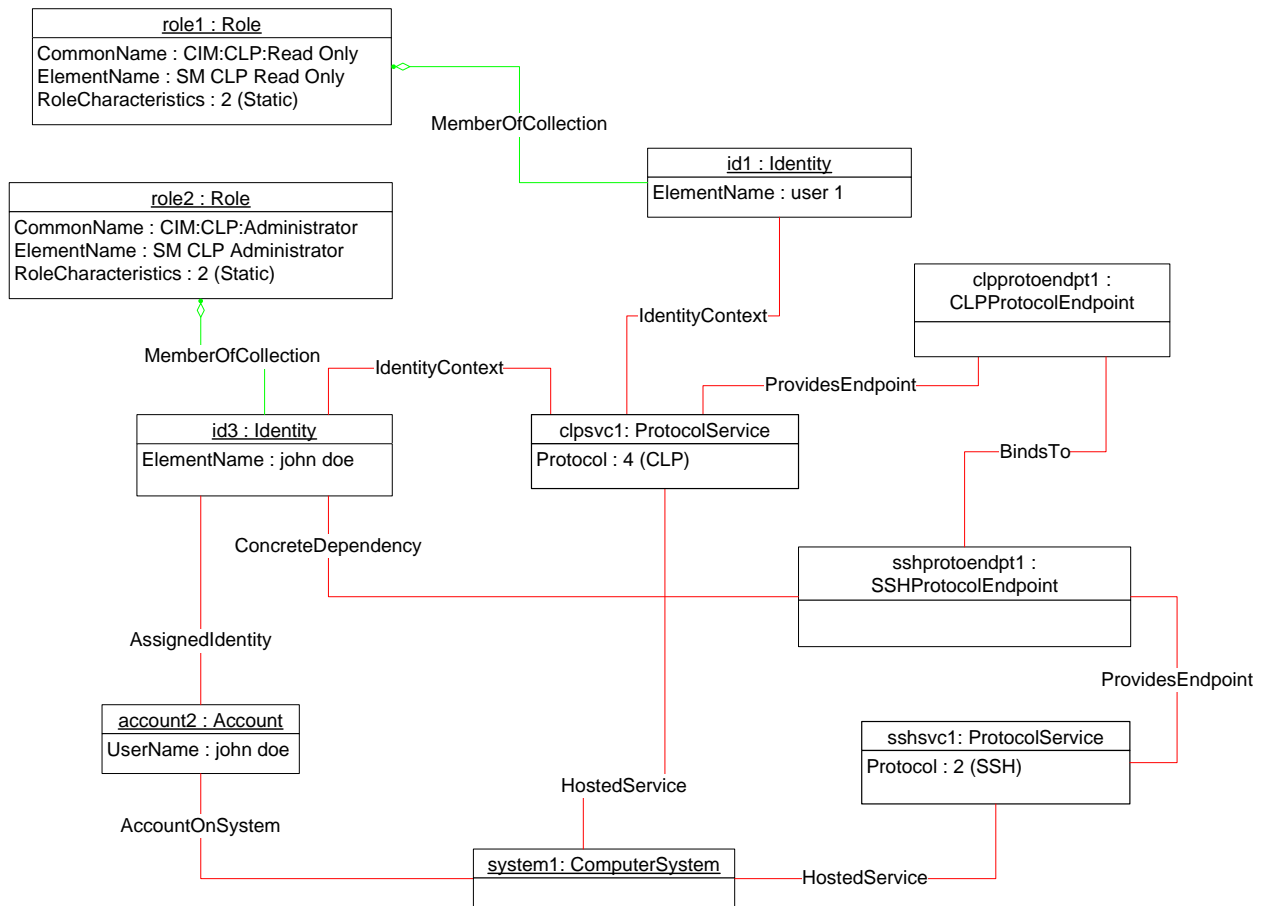 role1 : Role
CommonName : CIM:CLP:Read Only
ElementName : SM CLP Read Only
RoleCharacteristics : 2 (Static)
MemberOfCollection
id1 : Identity
ElementName : user 1
role2 : Role
CommonName : CIM:CLP:Administrator
ElementName : SM CLP Administrator
RoleCharacteristics : 2 (Static)
clpprotoendpt1 :
CLPProtocolEndpoint
IdentityContext
MemberOfCollection
IdentityContext
ProvidesEndpoint
id3 : Identity
ElementName : john doe
clpsvc1: ProtocolService
Protocol : 4 (CLP)
BindsTo
ConcreteDependency
sshprotoendpt1 :
SSHProtocolEndpoint
AssignedIdentity
ProvidesEndpoint
account2 : Account
UserName : john doe
sshsvc1: ProtocolService
Protocol : 2 (SSH)
HostedService
AccountOnSystem
system1: ComputerSystem
HostedService